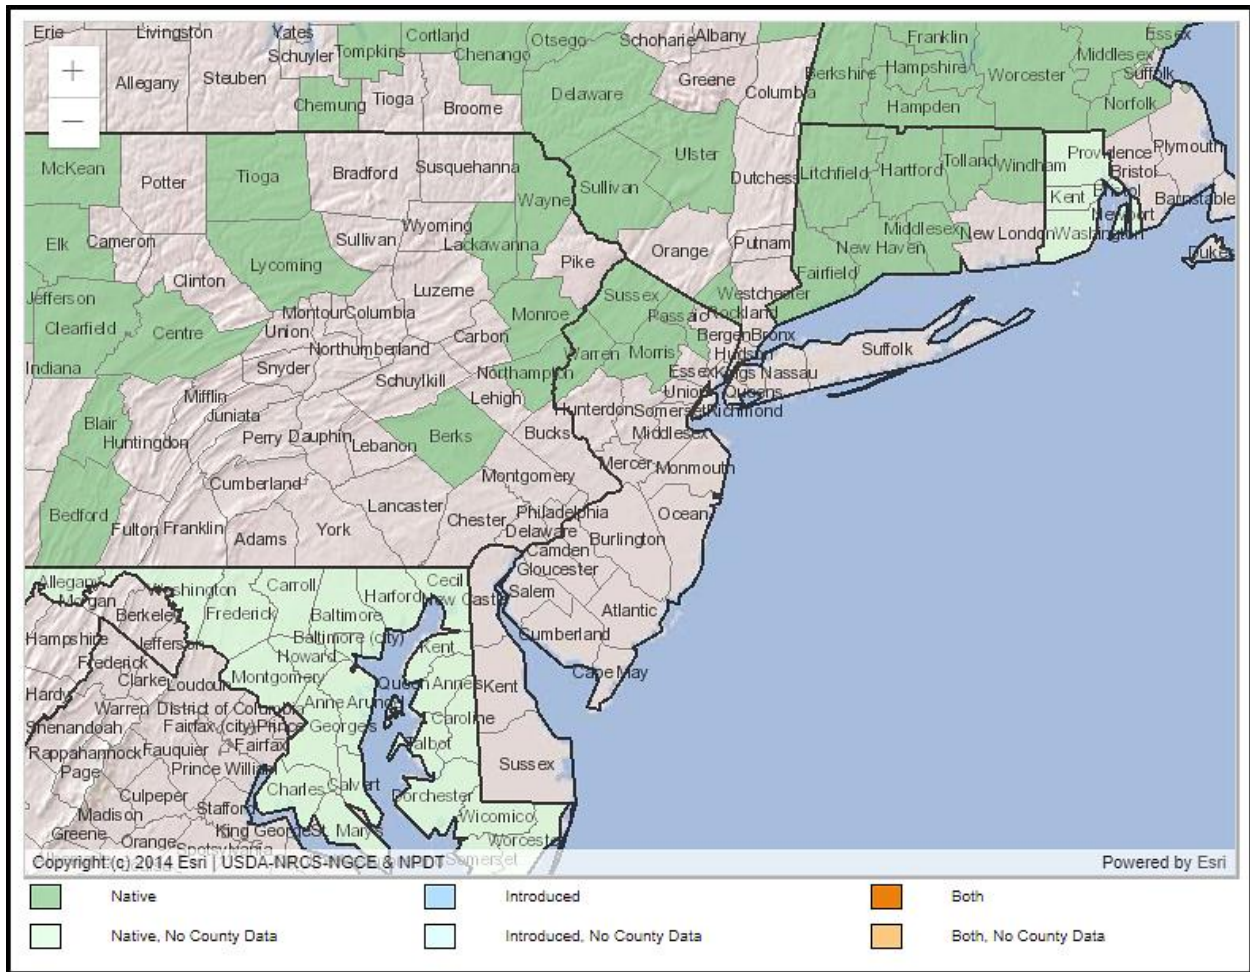 Erie Livingston Yates Cortland Otsego Schoharie Albany Franklin Essex
Schuyler Tompkins Chenango Middlesex
Allegany Steuben Greene Berkshire Hampshire Worcester Suffolk
Chemung Tioga Broome Delaware Columbia Hampden Norfolk
McKean Potter Tioga Bradford Susquehanna Ulster Providence Plymouth
Wayne Sullivan Dutchess Litchfield Hartford Tolland Windham Kent Bristol Bristol Barnstable
Elk Cameron Sullivan Wyoming Lackawanna Orange Putnam Middlesex New London Washington Newport
Clinton Lycoming Pike New Haven Dukes
Jefferson Luzerne Sussex Westchester Fairfield
Clearfield Centre Montour Columbia Monroe Passaic Rockland
Union Northumberland Carbon Bergen Bronx
Indiana Snyder Schuylkill Northampton Warren Morris Hudson Suffolk
Mifflin Lehigh Essex Kings Nassau
Blair Juniata Union Queens
Huntingdon Perry Dauphin Lebanon Berks Bucks Hunterdon Somerset Richmond
Middlesex
Cumberland Montgomery Mercer Monmouth
Bedford Lancaster Philadelphia Ocean
Fulton Franklin Adams York Chester Delaware Burlington
Camden
Allegany Washington Carroll Cecil Gloucester
Morgan Berkeley Frederick Baltimore Harford New Castle Salem Atlantic
Hampshire Jefferson Baltimore (city) Kent Cumberland
Frederick Howard
Hardy Clarke Loudoun Montgomery Queen Annes Kent Cape May
Warren District of Columbia Anne Arundel
Shenandoah Fairfax (city) Prince Georges Caroline
Rappahannock Fauquier Fairfax Talbot
Page Prince William Sussex
Culpeper Charles Calvert Dorchester
Madison Stafford Wicomico
Greene Orange King George St. Marys Worcester
Spotsylvania Somerset
Copyright:(c) 2014 Esri | USDA-NRCS-NGCE & NPDT Powered by Esri
Native Introduced Both
Native, No County Data Introduced, No County Data Both, No County Data